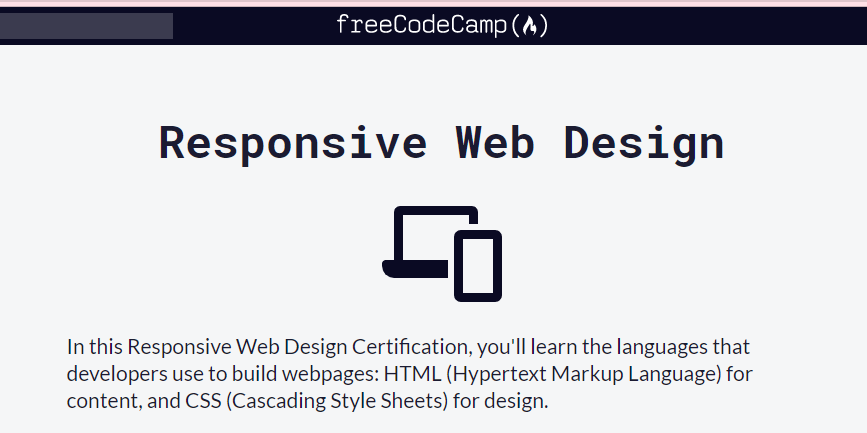 freeCodeCamp
Responsive Web Design
In this Responsive Web Design Certification, you'll learn the languages that
developers use to build webpages: HTML (Hypertext Markup Language) for
content, and CSS (Cascading Style Sheets) for design.